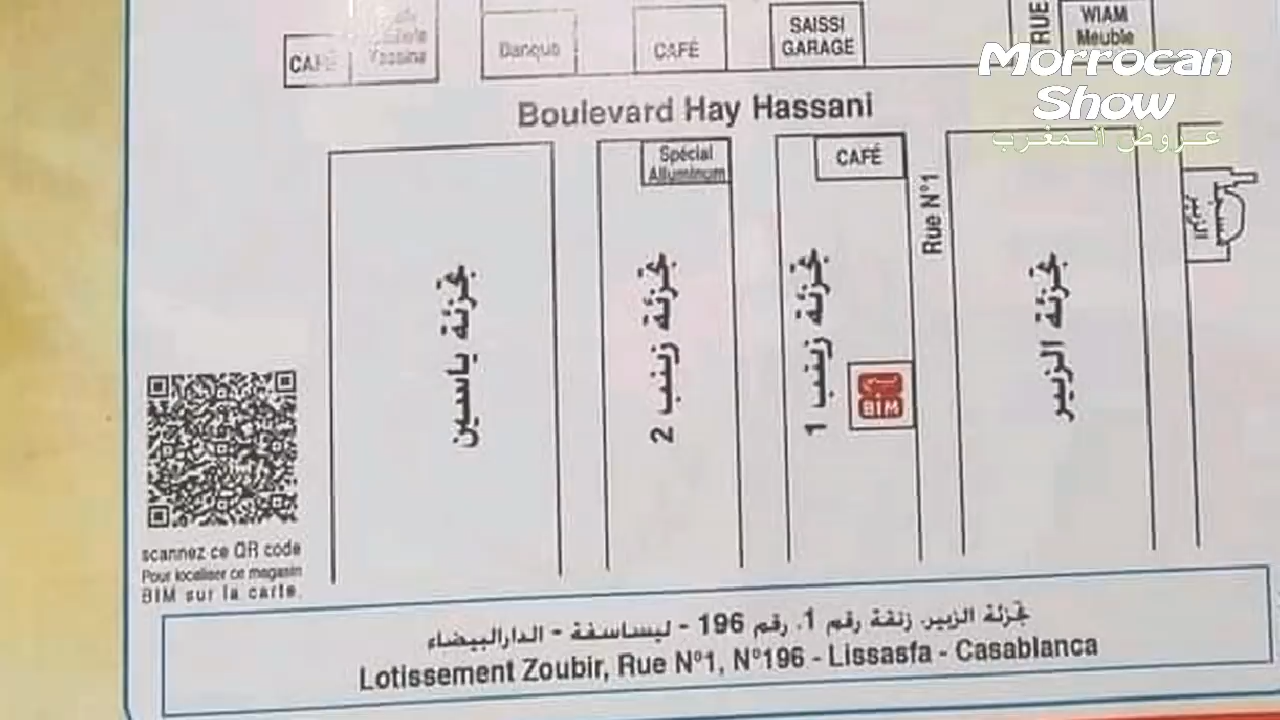 CAFÉ
Yassine
Banque
CAFÉ
SAISSI
GARAGE
RUE
WIAM
Meuble
Morrocan
Show
عروض المغرب
Boulevard Hay Hassani
Spécial
Alluminum
CAFÉ
Rue N°1
تجزئة ياسين
تجزئة زينب 2
تجزئة زينب 1
بيم
BIM
تجزئة الزبير
scannez ce QR code
Pour localiser ce magasin
BIM sur la carte.
تجزئة الزبير، زنقة رقم 1، رقم 196 - ليساسفة - الدارالبيضاء
Lotissement Zoubir, Rue N°1, N°196 - Lissasfa - Casablanca